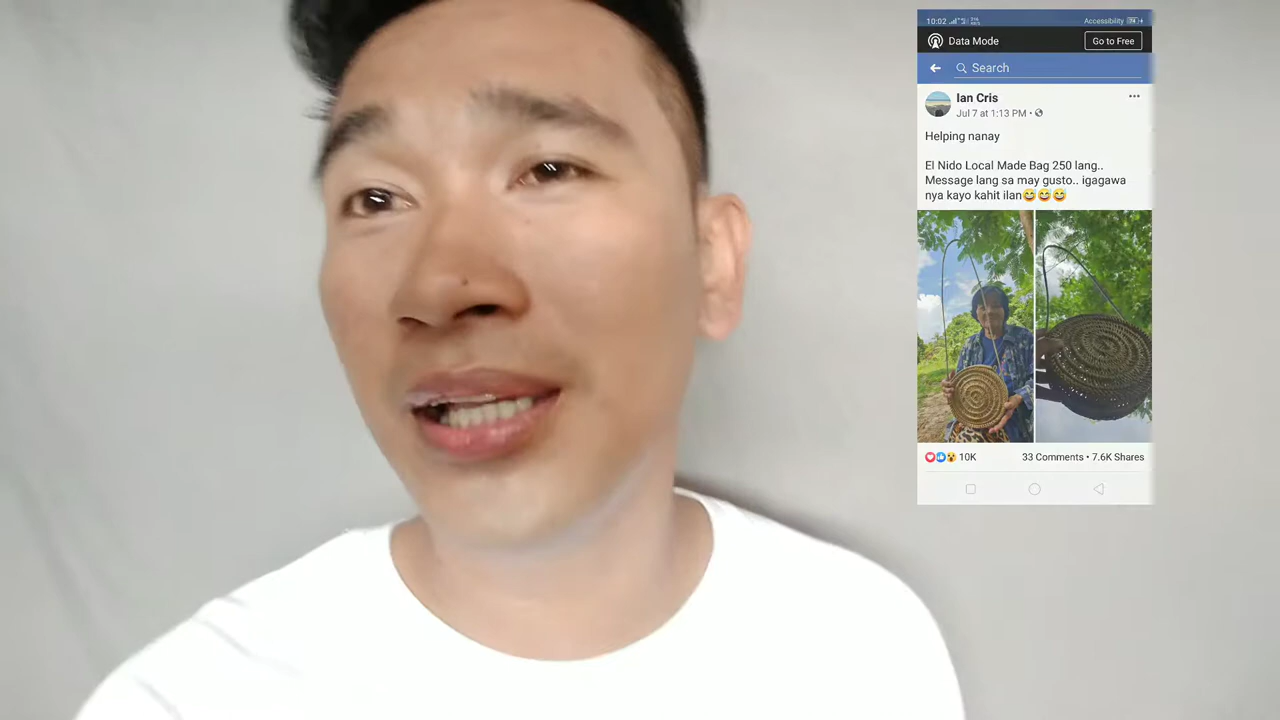 10:02
Accessibility
Data Mode
Go to Free
Search
Ian Cris
Jul 7 at 1:13 PM •
Helping nanay
El Nido Local Made Bag 250 lang..
Message lang sa may gusto.. igagawa
nya kayo kahit ilan😅😅😅
10K
33 Comments • 7.6K Shares